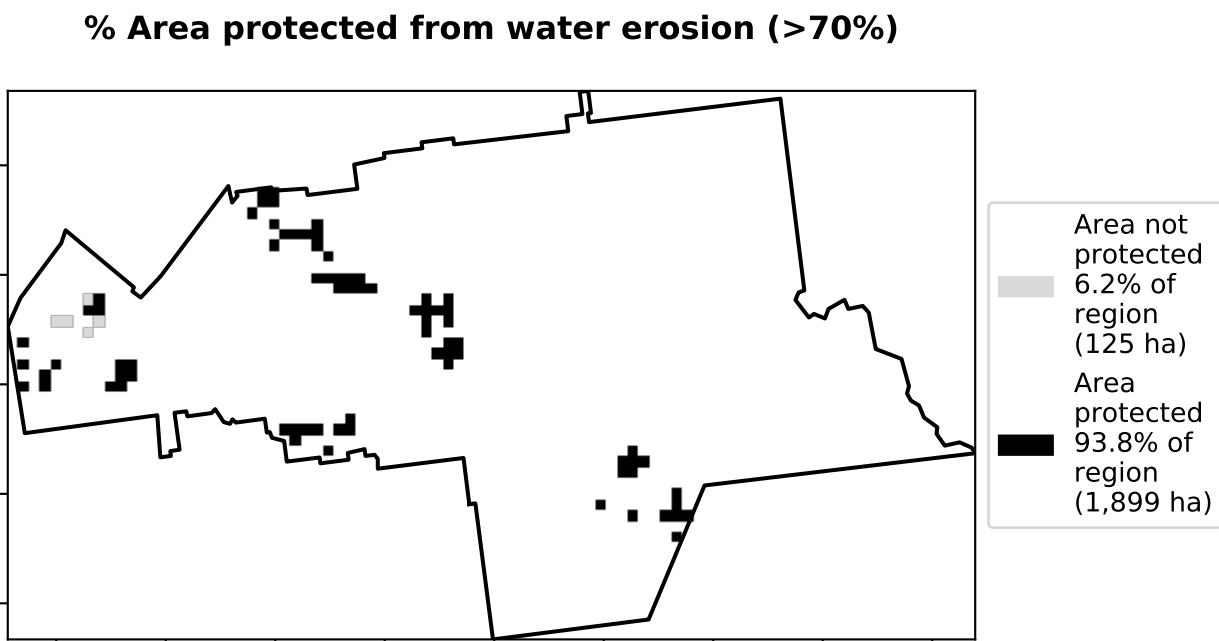 % Area protected from water erosion (>70%)
Area not
protected
6.2% of
region
(125 ha)
Area
protected
93.8% of
region
(1,899 ha)